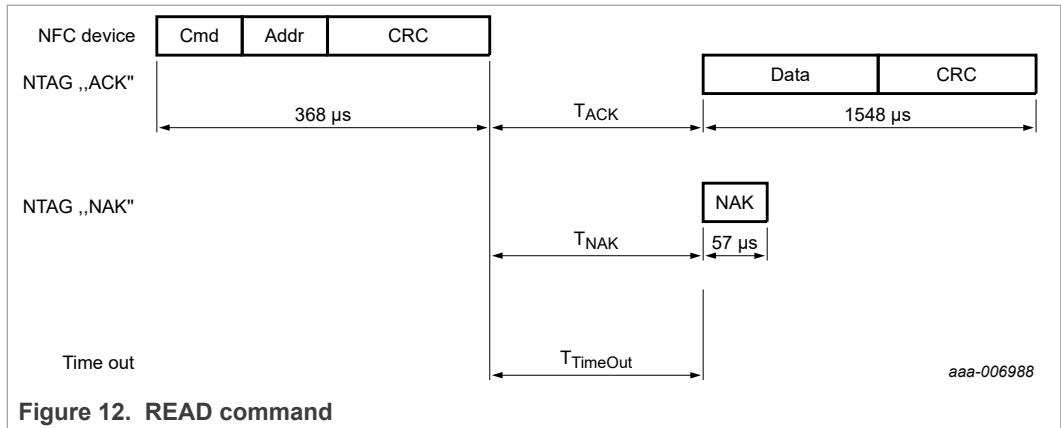 NFC device Cmd Addr CRC
NTAG ,,ACK" Data CRC
368 µs TACK 1548 µs
NTAG ,,NAK" NAK
TNAK 57 µs
Time out TTimeOut aaa-006988
Figure 12. READ command